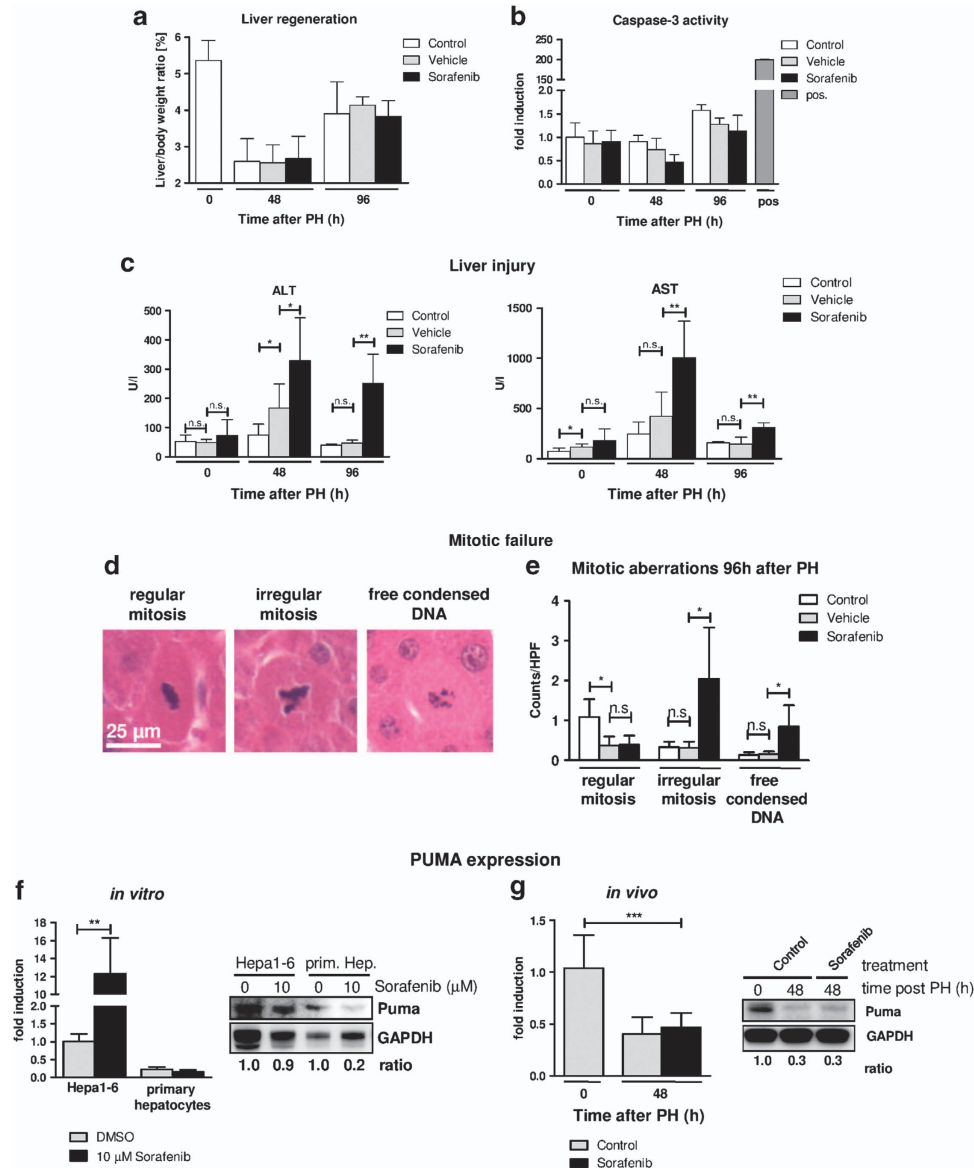 a
Liver regeneration
Liver/body weight ratio [%]
6
5
4
3
2
Control
Vehicle
Sorafenib
0
48
96
Time after PH (h)
b
Caspase-3 activity
fold induction
250
200
150
100
2.0
1.5
1.0
0.5
0.0
Control
Vehicle
Sorafenib
pos.
0
48
96
pos
Time after PH (h)
c
Liver injury
ALT
U/l
500
400
300
200
100
0
n.s.
n.s.
*
*
n.s.
**
Control
Vehicle
Sorafenib
0
48
96
Time after PH (h)
AST
U/l
1500
1000
500
0
*
n.s.
n.s.
**
n.s.
**
Control
Vehicle
Sorafenib
0
48
96
Time after PH (h)
Mitotic failure
d
regular
mitosis
irregular
mitosis
free condensed
DNA
25 µm
e
Mitotic aberrations 96h after PH
Counts/HPF
4
3
2
1
0
*
n.s
n.s
*
n.s
*
Control
Vehicle
Sorafenib
regular
mitosis
irregular
mitosis
free
condensed
DNA
PUMA expression
f
in vitro
fold induction
18
16
14
12
10
2.0
1.5
1.0
0.5
0.0
**
Hepa1-6
primary
hepatocytes
DMSO
10 µM Sorafenib
Hepa1-6 prim. Hep.
0 10 0 10 Sorafenib (µM)
Puma
GAPDH
1.0 0.9 1.0 0.2 ratio
g
in vivo
fold induction
1.5
1.0
0.5
0.0
***
0
48
Time after PH (h)
Control
Sorafenib
Control Sorafenib treatment
0 48 48 time post PH (h)
Puma
GAPDH
1.0 0.3 0.3 ratio